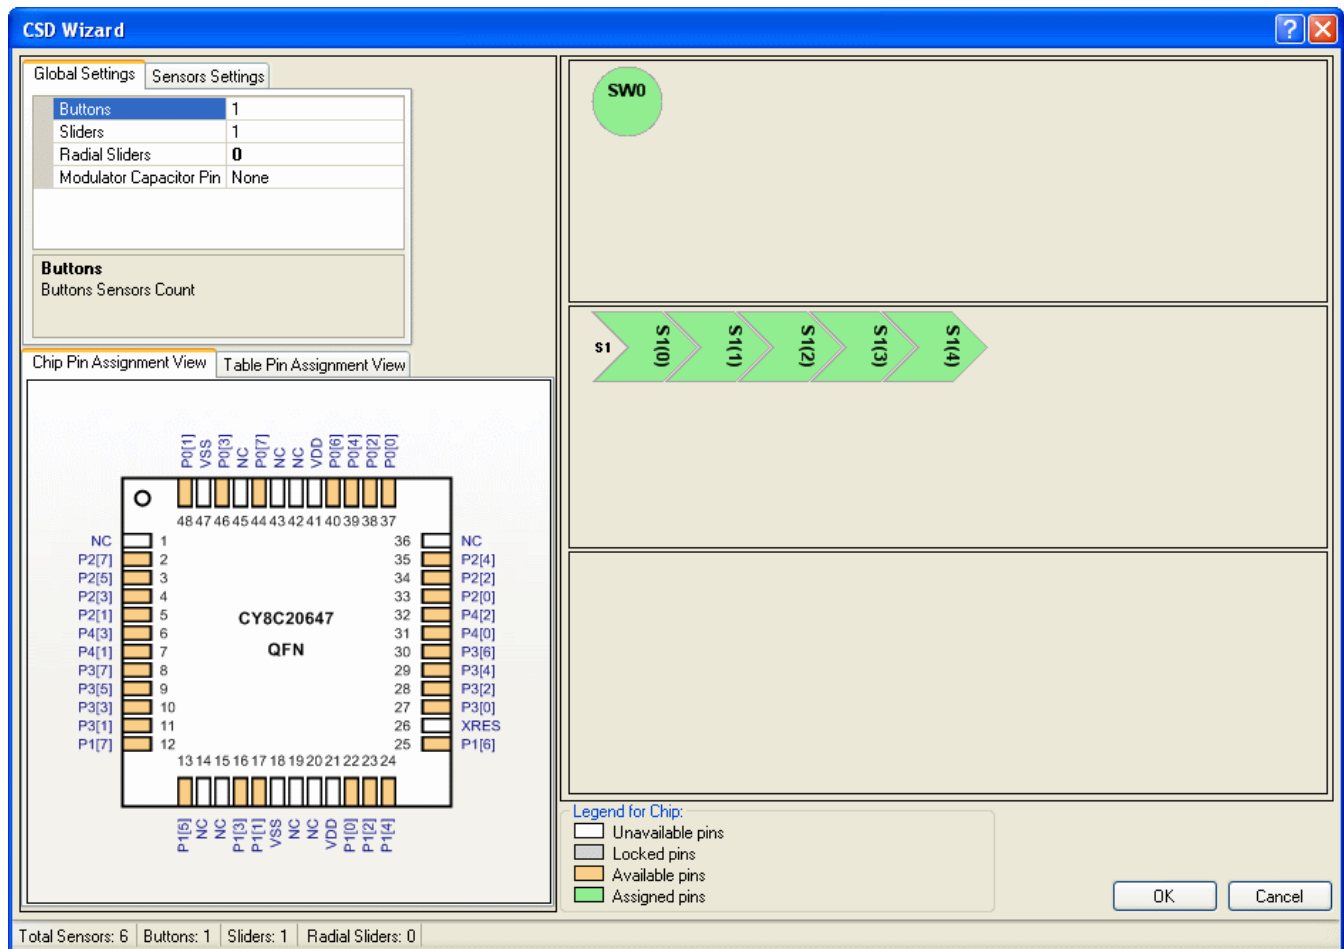 CSD Wizard
Global Settings
Sensors Settings
Buttons 1
Sliders 1
Radial Sliders 0
Modulator Capacitor Pin None
Buttons
Buttons Sensors Count
Chip Pin Assignment View
Table Pin Assignment View
P0[1] VSS P0[3] NC P0[7] NC NC VDD P0[6] P0[4] P0[2] P0[0]
48 47 46 45 44 43 42 41 40 39 38 37
NC 1 36 NC
P2[7] 2 35 P2[4]
P2[5] 3 34 P2[2]
P2[3] 4 33 P2[0]
P2[1] 5 32 P4[2]
P4[3] 6 31 P4[0]
P4[1] 7 30 P3[6]
P3[7] 8 29 P3[4]
P3[5] 9 28 P3[2]
P3[3] 10 27 P3[0]
P3[1] 11 26 XRES
P1[7] 12 25 P1[6]
CY8C20647
QFN
13 14 15 16 17 18 19 20 21 22 23 24
P1[5] NC NC P1[3] P1[1] VSS NC NC VDD P1[0] P1[2] P1[4]
SW0
S1 S1(0) S1(1) S1(2) S1(3) S1(4)
Legend for Chip:
Unavailable pins
Locked pins
Available pins
Assigned pins
OK
Cancel
Total Sensors: 6 Buttons: 1 Sliders: 1 Radial Sliders: 0